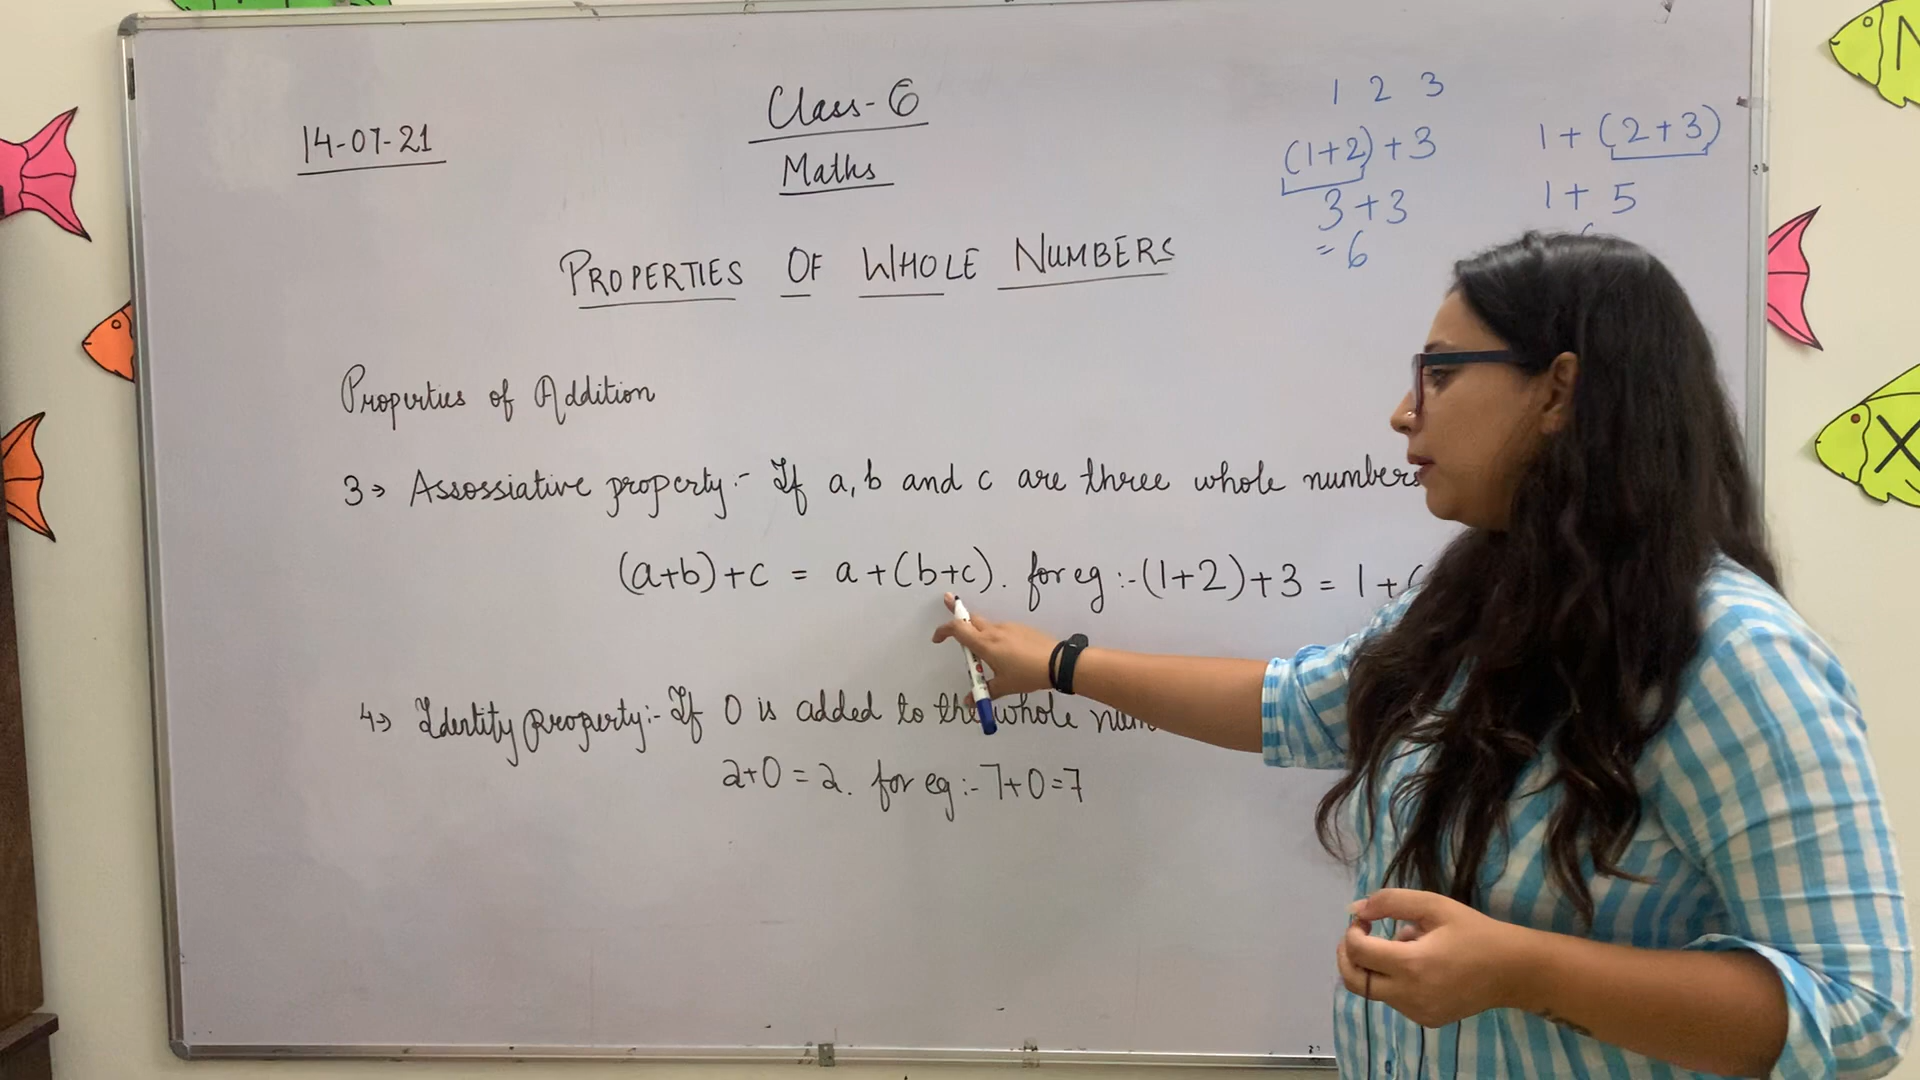 14-07-21
Class-6
Maths
PROPERTIES OF WHOLE NUMBERS
1 2 3
(1+2)+3
3+3
=6
1+(2+3)
1+5
Properties of Addition
3→ Assossiative property:- If a, b and c are three whole numbers
(a+b)+c = a+(b+c). for eg:-(1+2)+3 = 1+(
4→ Identity Property:- If 0 is added to the whole
a+0=a. for eg:- 7+0=7
N
X